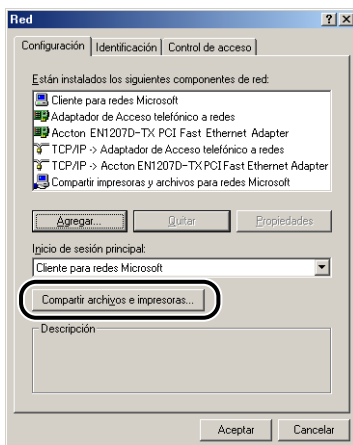 Red
Configuración Identificación Control de acceso
Están instalados los siguientes componentes de red:
Cliente para redes Microsoft
Adaptador de Acceso telefónico a redes
Accton EN1207D-TX PCI Fast Ethernet Adapter
TCP/IP -> Adaptador de Acceso telefónico a redes
TCP/IP -> Accton EN1207D-TX PCI Fast Ethernet Adapter
Compartir impresoras y archivos para redes Microsoft
Agregar... Quitar Propiedades
Inicio de sesión principal:
Cliente para redes Microsoft
Compartir archivos e impresoras...
Descripción
Aceptar Cancelar